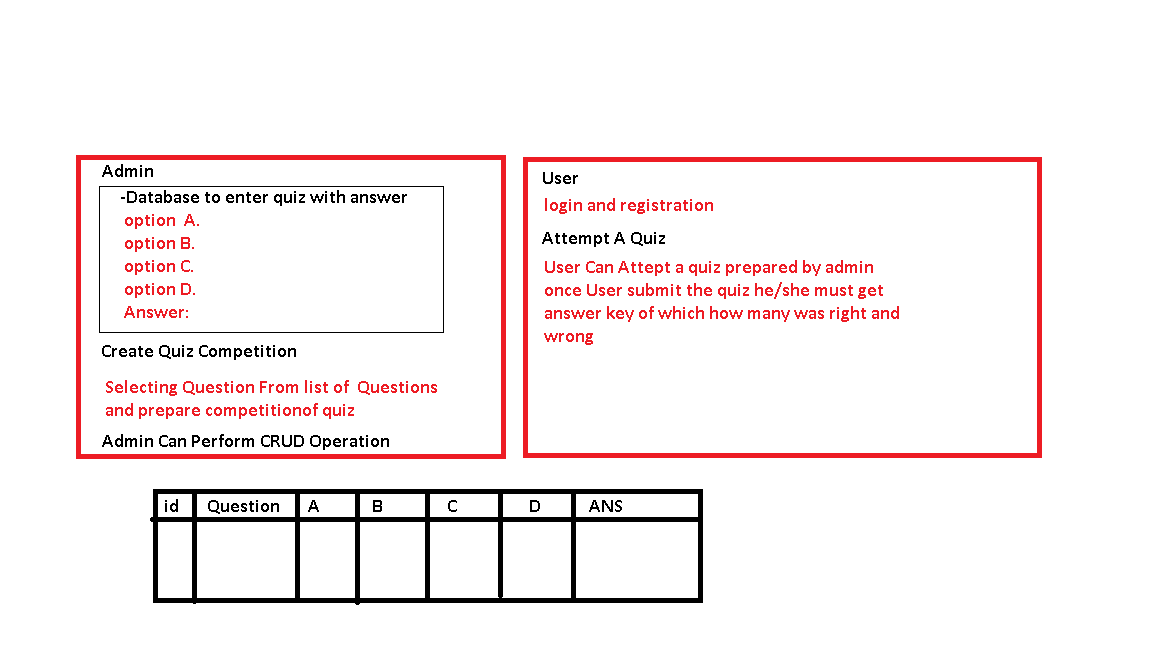 Admin
-Database to enter quiz with answer
option A.
option B.
option C.
option D.
Answer:
Create Quiz Competition
Selecting Question From list of Questions
and prepare competitionof quiz
Admin Can Perform CRUD Operation
User
login and registration
Attempt A Quiz
User Can Attept a quiz prepared by admin
once User submit the quiz he/she must get
answer key of which how many was right and
wrong
id Question A B C D ANS